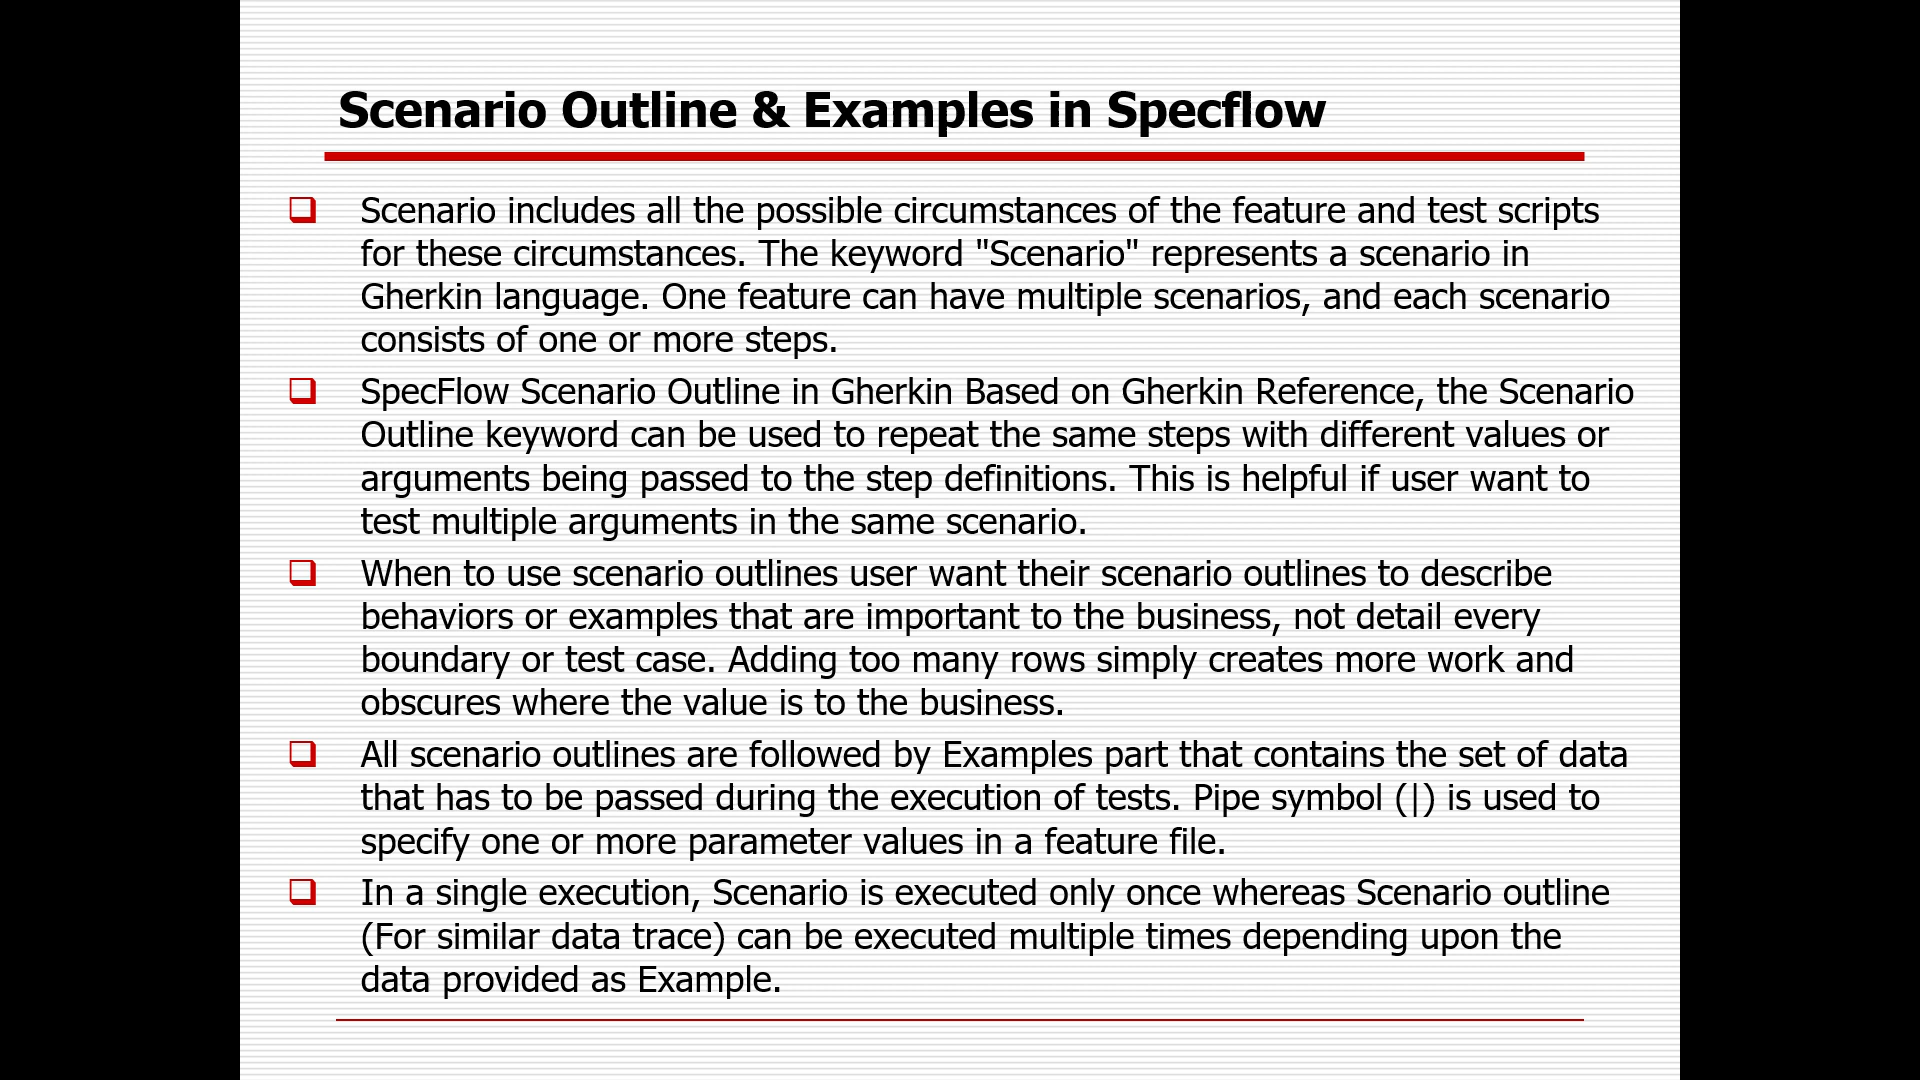 Scenario Outline & Examples in Specflow
Scenario includes all the possible circumstances of the feature and test scripts
for these circumstances. The keyword "Scenario" represents a scenario in
Gherkin language. One feature can have multiple scenarios, and each scenario
consists of one or more steps.
SpecFlow Scenario Outline in Gherkin Based on Gherkin Reference, the Scenario
Outline keyword can be used to repeat the same steps with different values or
arguments being passed to the step definitions. This is helpful if user want to
test multiple arguments in the same scenario.
When to use scenario outlines user want their scenario outlines to describe
behaviors or examples that are important to the business, not detail every
boundary or test case. Adding too many rows simply creates more work and
obscures where the value is to the business.
All scenario outlines are followed by Examples part that contains the set of data
that has to be passed during the execution of tests. Pipe symbol (|) is used to
specify one or more parameter values in a feature file.
In a single execution, Scenario is executed only once whereas Scenario outline
(For similar data trace) can be executed multiple times depending upon the
data provided as Example.